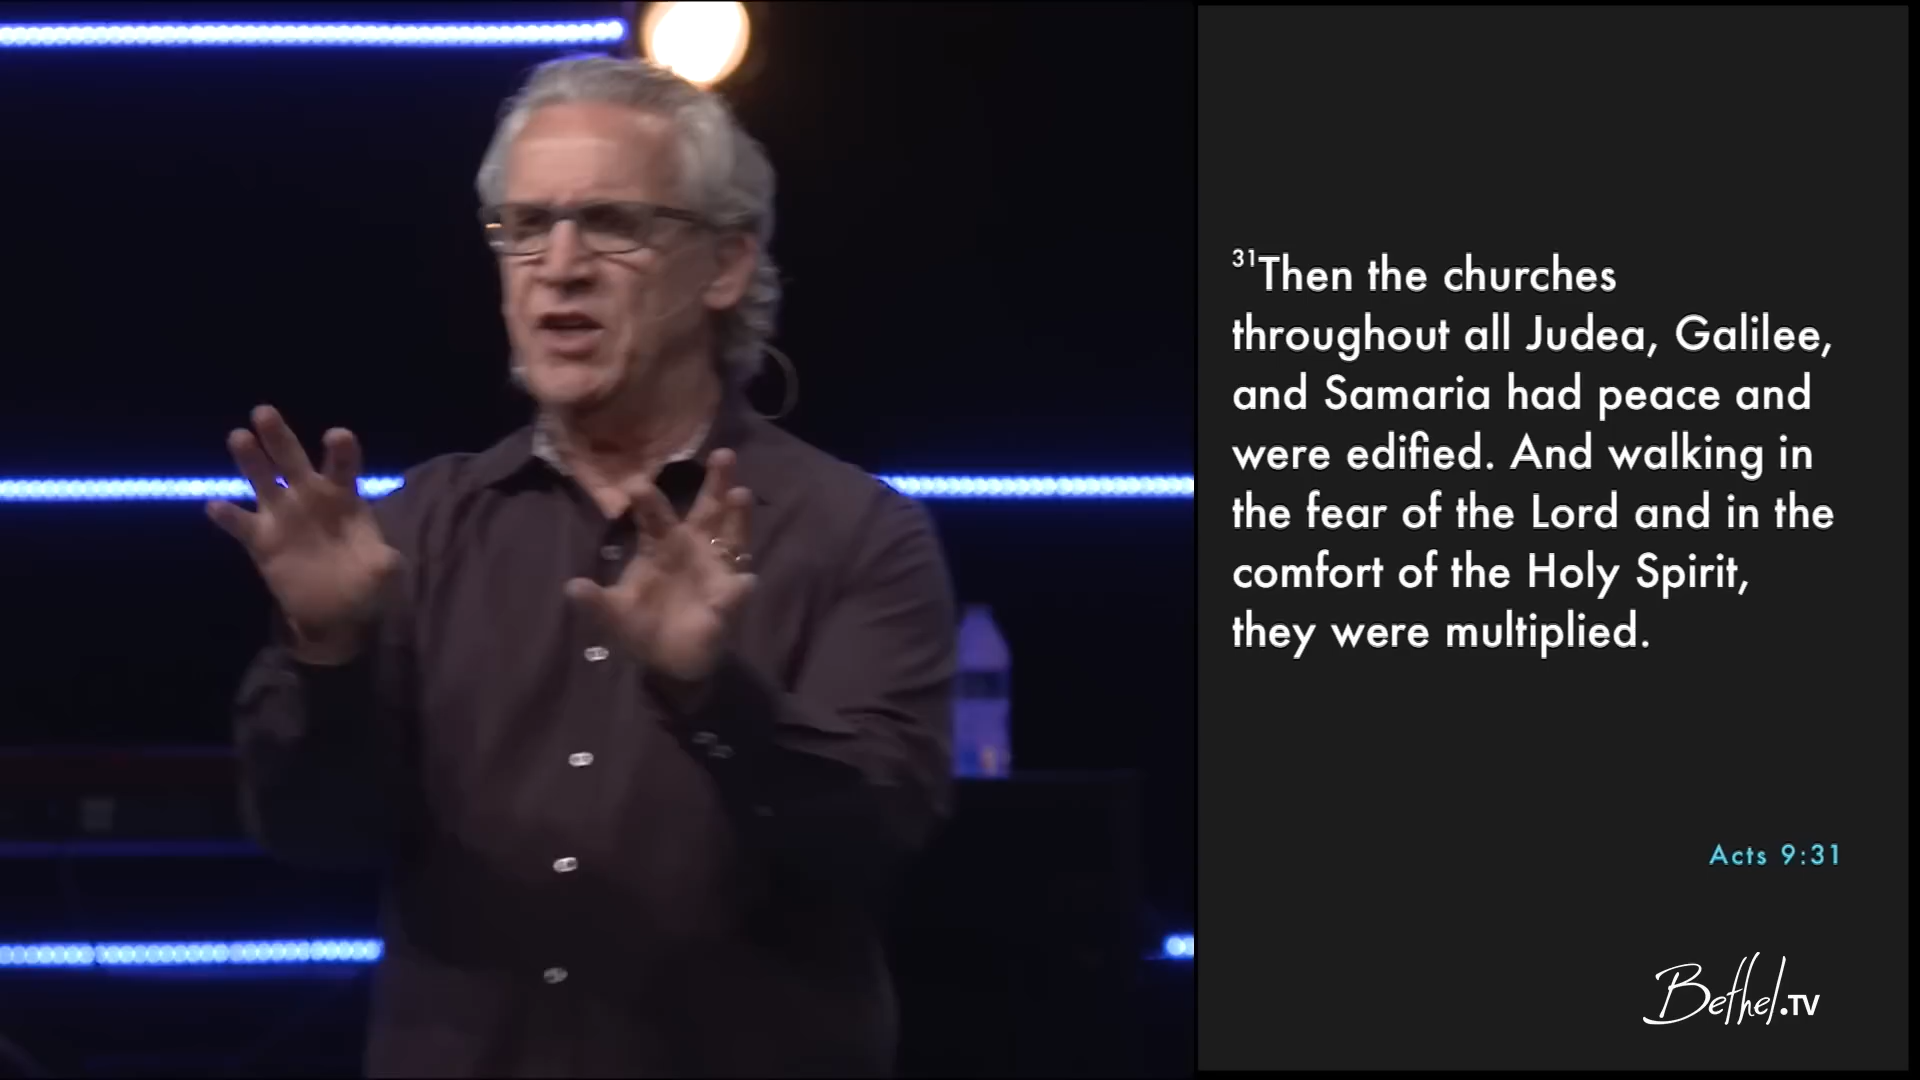 ³¹Then the churches
throughout all Judea, Galilee,
and Samaria had peace and
were edified. And walking in
the fear of the Lord and in the
comfort of the Holy Spirit,
they were multiplied.
Acts 9:31
Bethel.TV